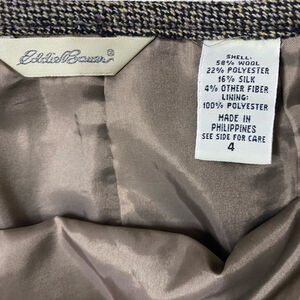 Eddie Bauer®
SHELL:
58% WOOL
22% POLYESTER
16% SILK
4% OTHER FIBER
LINING:
100% POLYESTER
MADE IN
PHILIPPINES
SEE SIDE FOR CARE
4